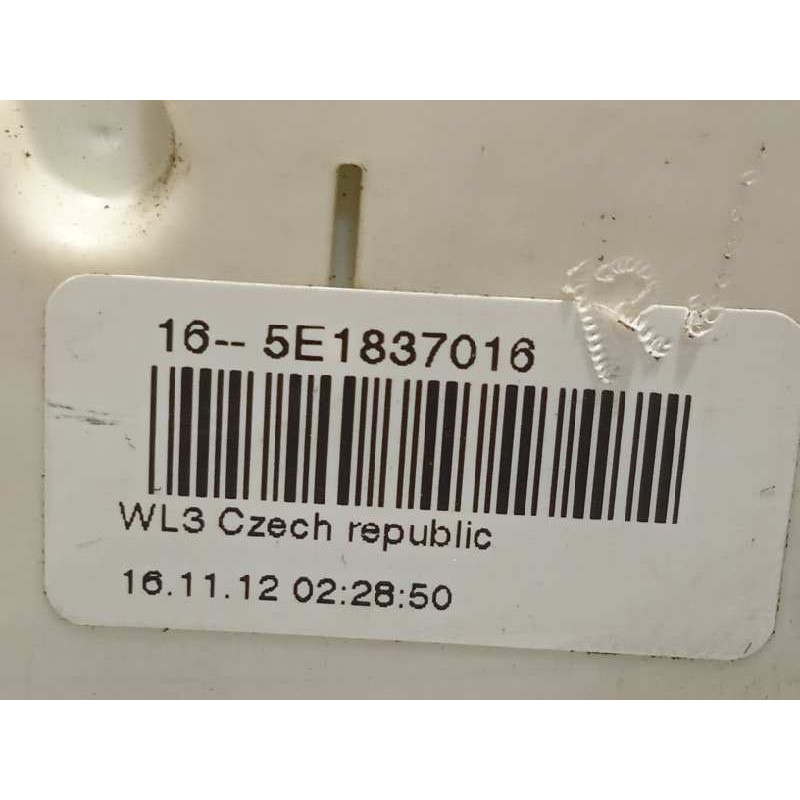 16-- 5E1837016
WL3 Czech republic
16.11.12 02:28:50